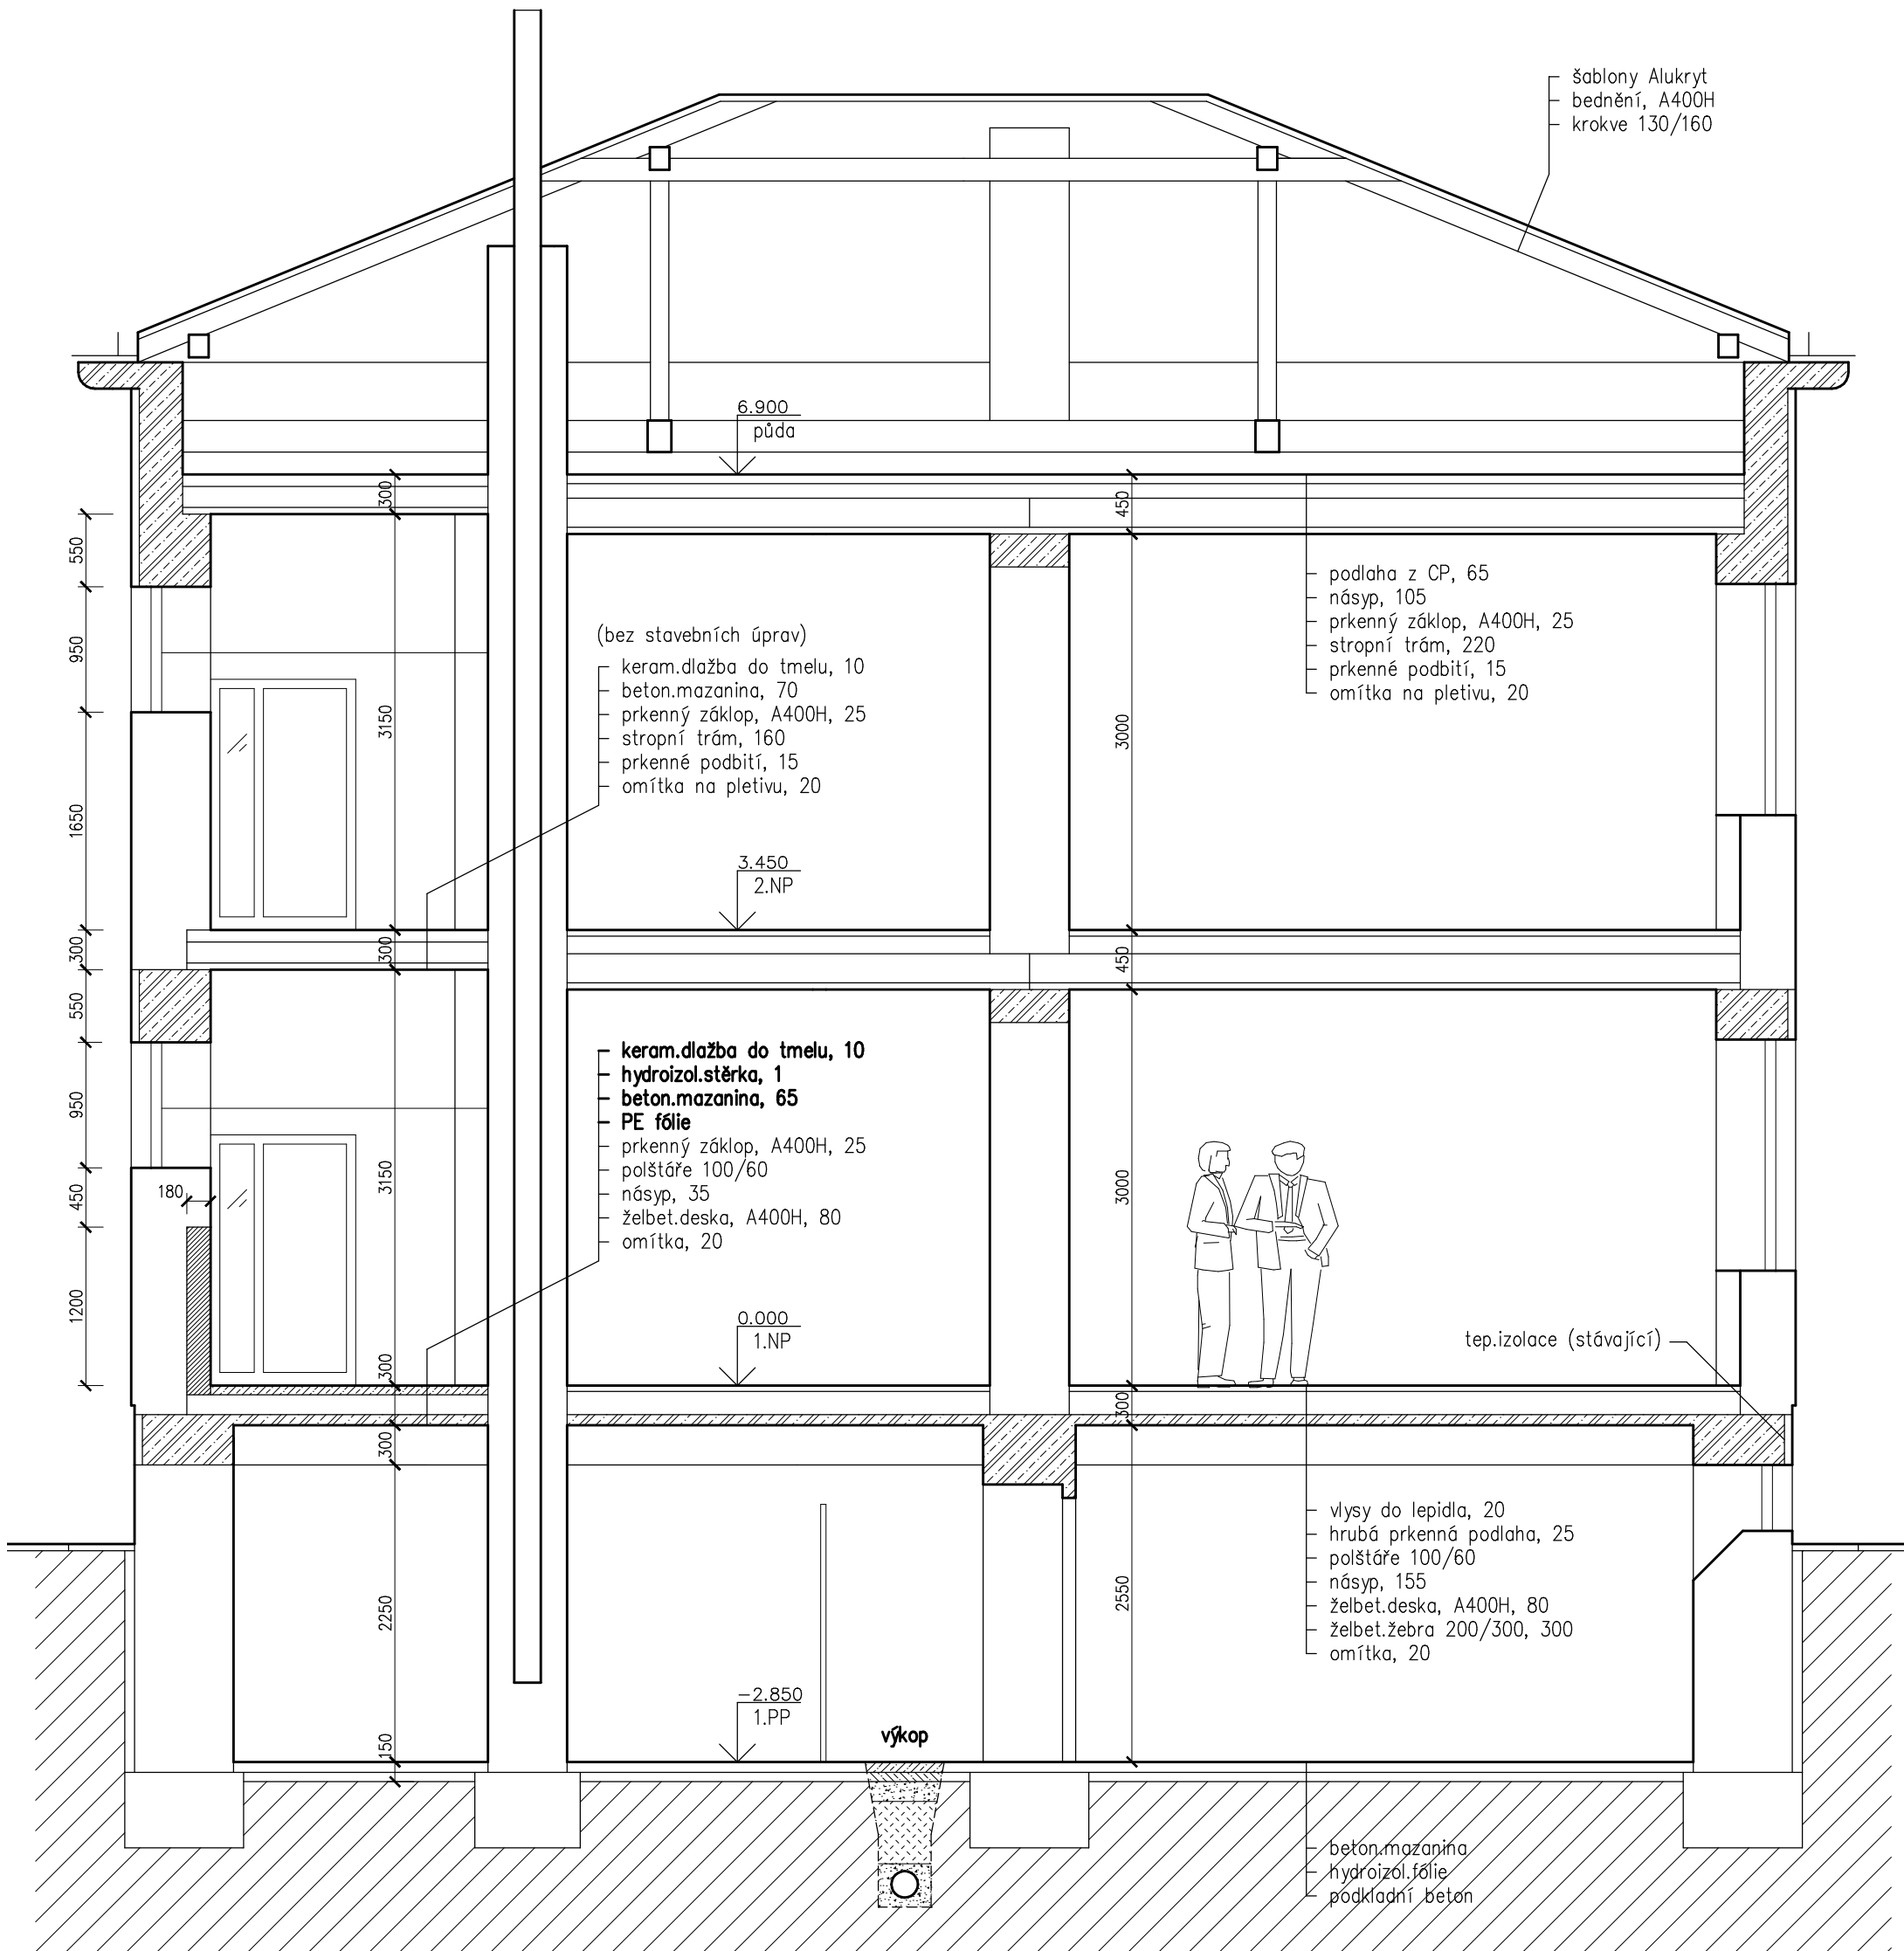 šablony Alukryt
bednění, A400H
krokve 130/160
6.900
půda
300
450
550
950
1650
300
550
950
450
1200
3150
300
3150
300
300
2250
150
180
3000
450
3000
300
2550
podlaha z CP, 65
násyp, 105
prkenný záklop, A400H, 25
stropní trám, 220
prkenné podbití, 15
omítka na pletivu, 20
(bez stavebních úprav)
keram.dlažba do tmelu, 10
beton.mazanina, 70
prkenný záklop, A400H, 25
stropní trám, 160
prkenné podbití, 15
omítka na pletivu, 20
3.450
2.NP
keram.dlažba do tmelu, 10
hydroizol.stěrka, 1
beton.mazanina, 65
PE fólie
prkenný záklop, A400H, 25
polštáře 100/60
násyp, 35
želbet.deska, A400H, 80
omítka, 20
0.000
1.NP
tep.izolace (stávající)
vlysy do lepidla, 20
hrubá prkenná podlaha, 25
polštáře 100/60
násyp, 155
želbet.deska, A400H, 80
želbet.žebra 200/300, 300
omítka, 20
-2.850
1.PP
výkop
beton.mazanina
hydroizol.fólie
podkladní beton